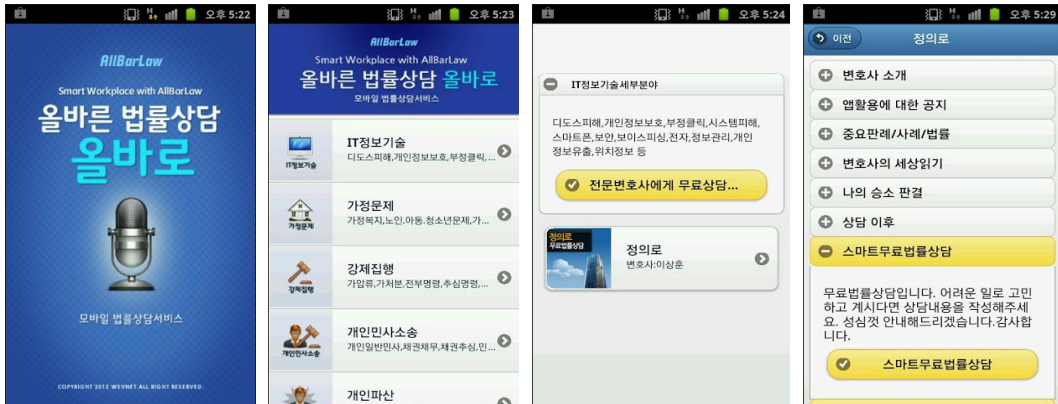 오후 5:22
AllBarLaw
Smart Workplace with AllBarLaw
올바른 법률상담
올바로
모바일 법률상담서비스
COPYRIGHT 2012 WEVNET ALL RIGHT RESERVED.
오후 5:23
AllBarLaw
Smart Workplace with AllBarLaw
올바른 법률상담 올바로
모바일 법률상담서비스
IT정보기술
IT정보기술
디도스피해,개인정보보호,부정클릭,...
가정문제
가정문제
가정복지,노인.아동.청소년문제,가...
강제집행
강제집행
가압류,가처분,전부명령,추심명령,...
개인민사소송
개인민사소송
개인일반민사,채권채무,채권추심,민...
개인파산
오후 5:24
IT정보기술세부분야
디도스피해,개인정보보호,부정클릭,시스템피해,
스마트폰,보안,보이스피싱,전자,정보관리,개인
정보유출,위치정보 등
전문변호사에게 무료상담...
정의로
무료법률상담
정의로
변호사:이상훈
오후 5:29
이전
정의로
변호사 소개
앱활용에 대한 공지
중요판례/사례/법률
변호사의 세상읽기
나의 승소 판결
상담 이후
스마트무료법률상담
무료법률상담입니다. 어려운 일로 고민
하고 계시다면 상담내용을 작성해주세
요. 성심껏 안내해드리겠습니다.감사합
니다.
스마트무료법률상담